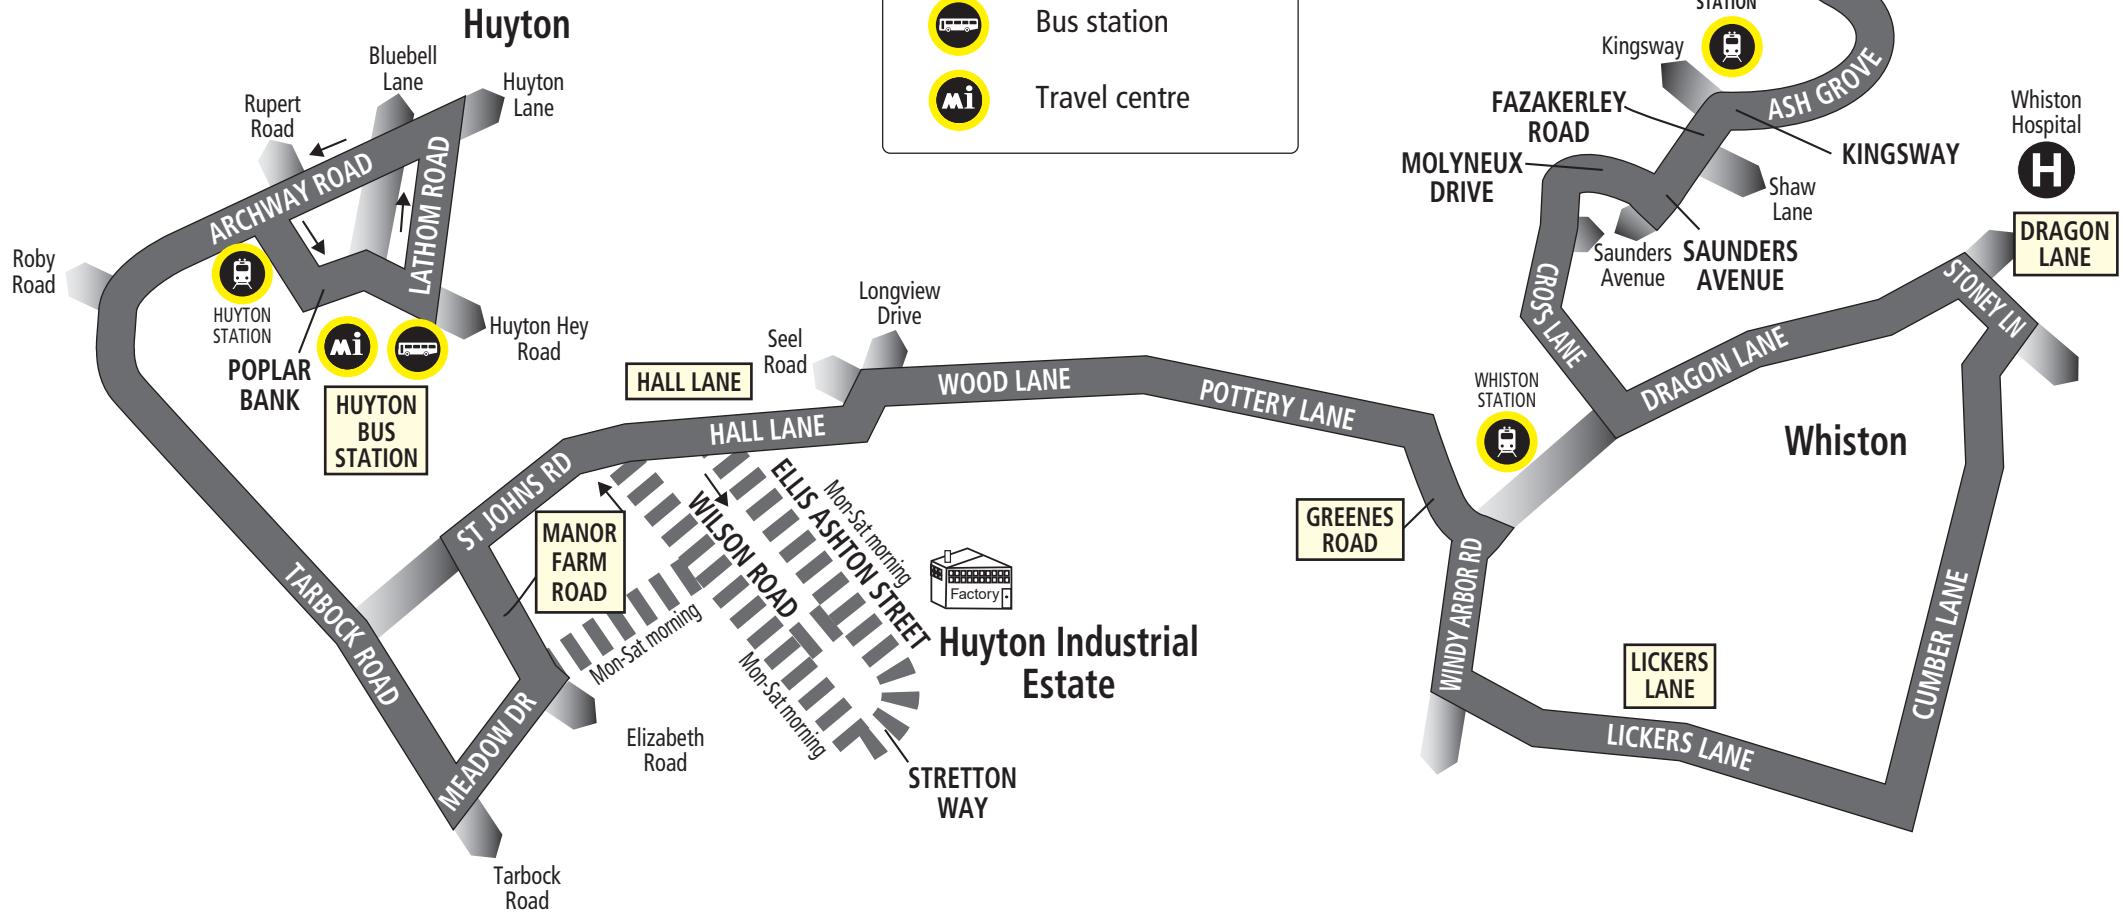 Huyton
Bluebell
Lane
Huyton
Lane
Rupert
Road
ARCHWAY ROAD
LATHOM ROAD
Roby
Road
HUYTON
STATION
POPLAR
BANK
Mi
HUYTON
BUS
STATION
Huyton Hey
Road
Bus station
Mi
Travel centre
STATION
Kingsway
ASH GROVE
FAZAKERLEY
ROAD
KINGSWAY
MOLYNEUX
DRIVE
Shaw
Lane
Saunders
Avenue
SAUNDERS
AVENUE
Whiston
Hospital
H
DRAGON
LANE
STONEY LN
CROSS LANE
DRAGON LANE
WHISTON
STATION
Whiston
Longview
Drive
Seel
Road
HALL LANE
WOOD LANE
POTTERY LANE
HALL LANE
ST JOHNS RD
MANOR
FARM
ROAD
WILSON ROAD
ELLIS ASHTON STREET
Mon-Sat morning
Mon-Sat morning
Mon-Sat morning
Factory
Huyton Industrial
Estate
STRETTON
WAY
GREENES
ROAD
WINDY ARBOR RD
LICKERS
LANE
LICKERS LANE
CUMBER LANE
TARBOCK ROAD
MEADOW DR
Elizabeth
Road
Tarbock
Road